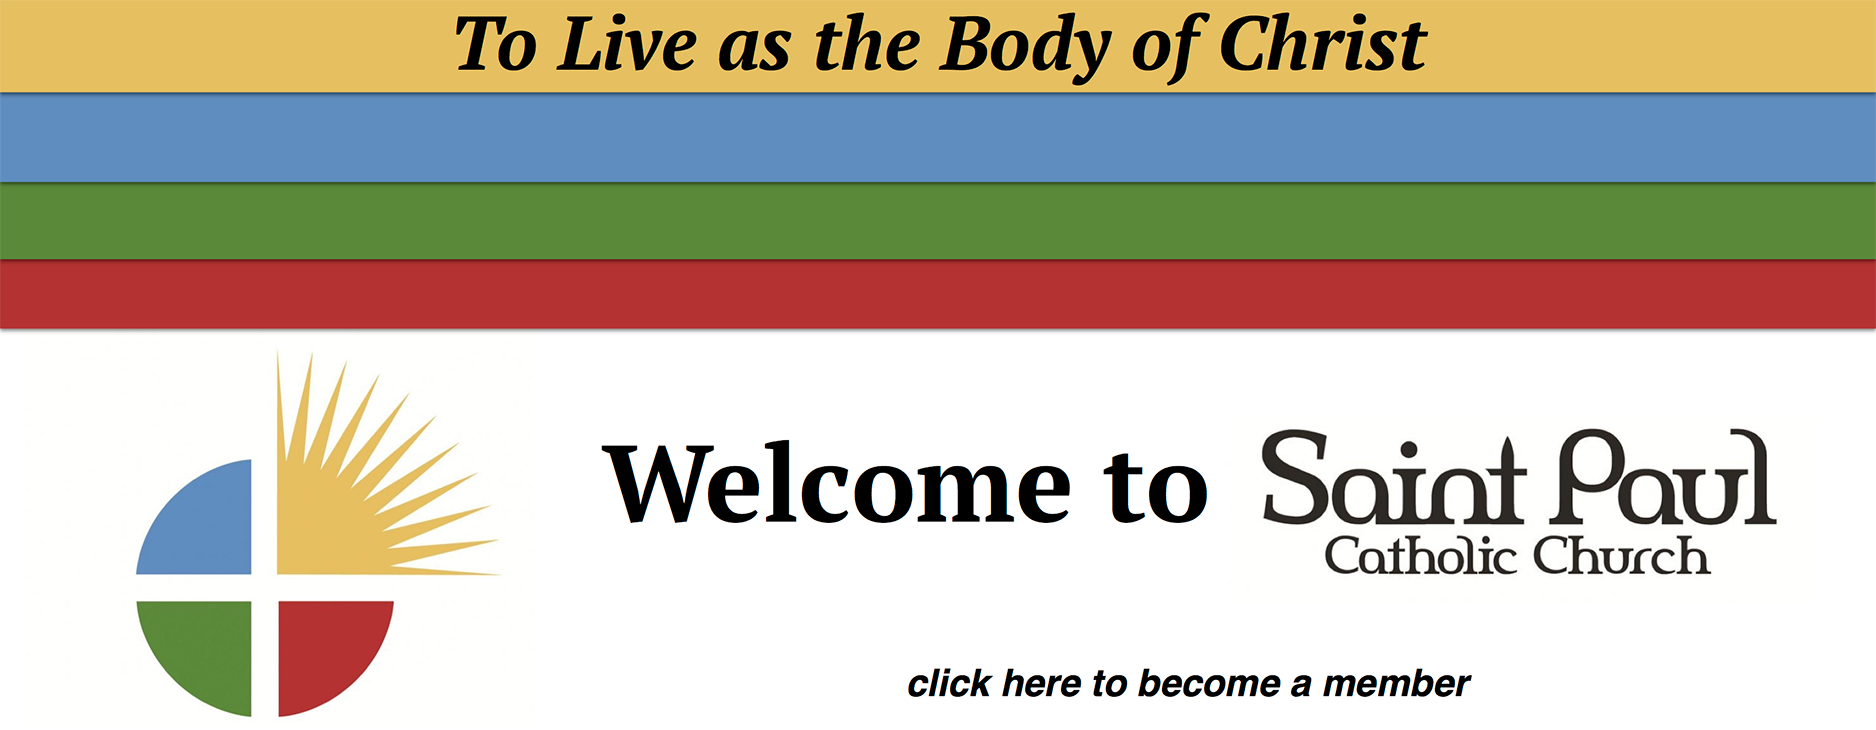 To Live as the Body of Christ
Welcome to Saint Paul
Catholic Church
click here to become a member